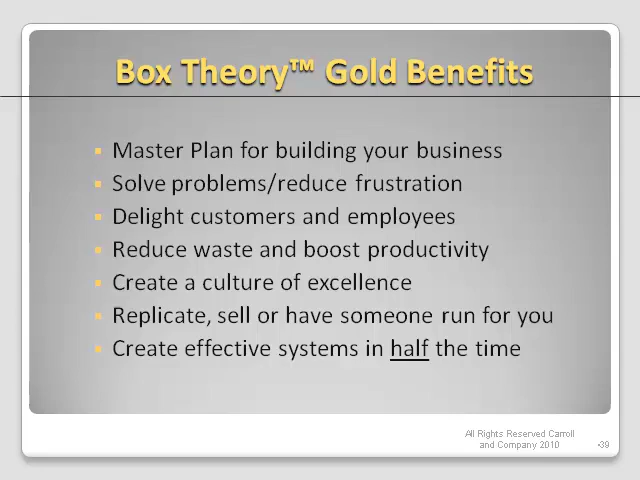 Box Theory™ Gold Benefits
▪ Master Plan for building your business
▪ Solve problems/reduce frustration
▪ Delight customers and employees
▪ Reduce waste and boost productivity
▪ Create a culture of excellence
▪ Replicate, sell or have someone run for you
▪ Create effective systems in half the time
All Rights Reserved Carroll
and Company 2010
•39